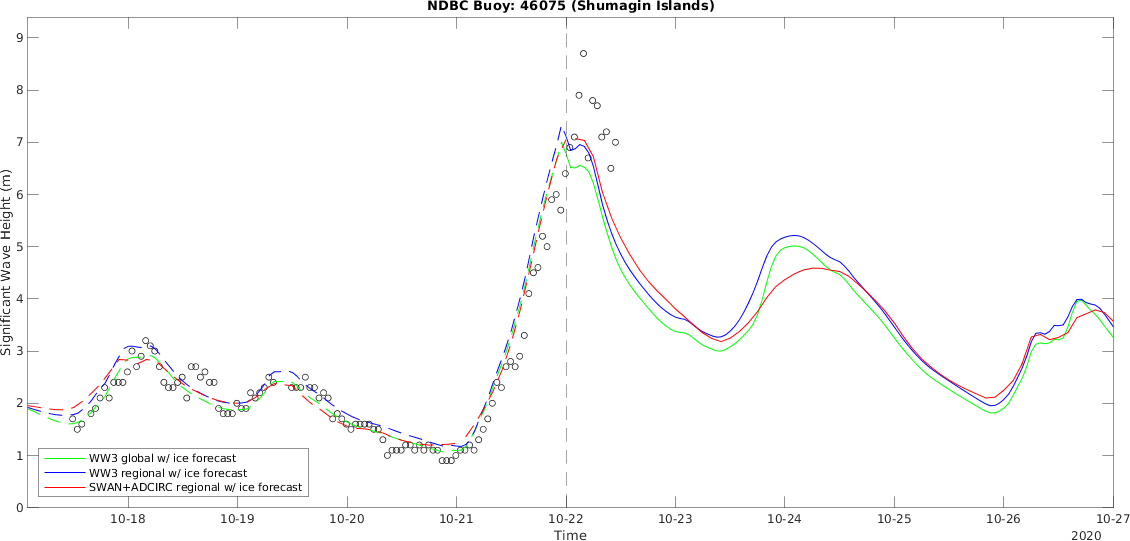 NDBC Buoy: 46075 (Shumagin Islands)
Significant Wave Height (m)
9
8
7
6
5
4
3
2
1
0
WW3 global w/ ice forecast
WW3 regional w/ ice forecast
SWAN+ADCIRC regional w/ ice forecast
10-18 10-19 10-20 10-21 10-22 10-23 10-24 10-25 10-26 10-27
Time
2020